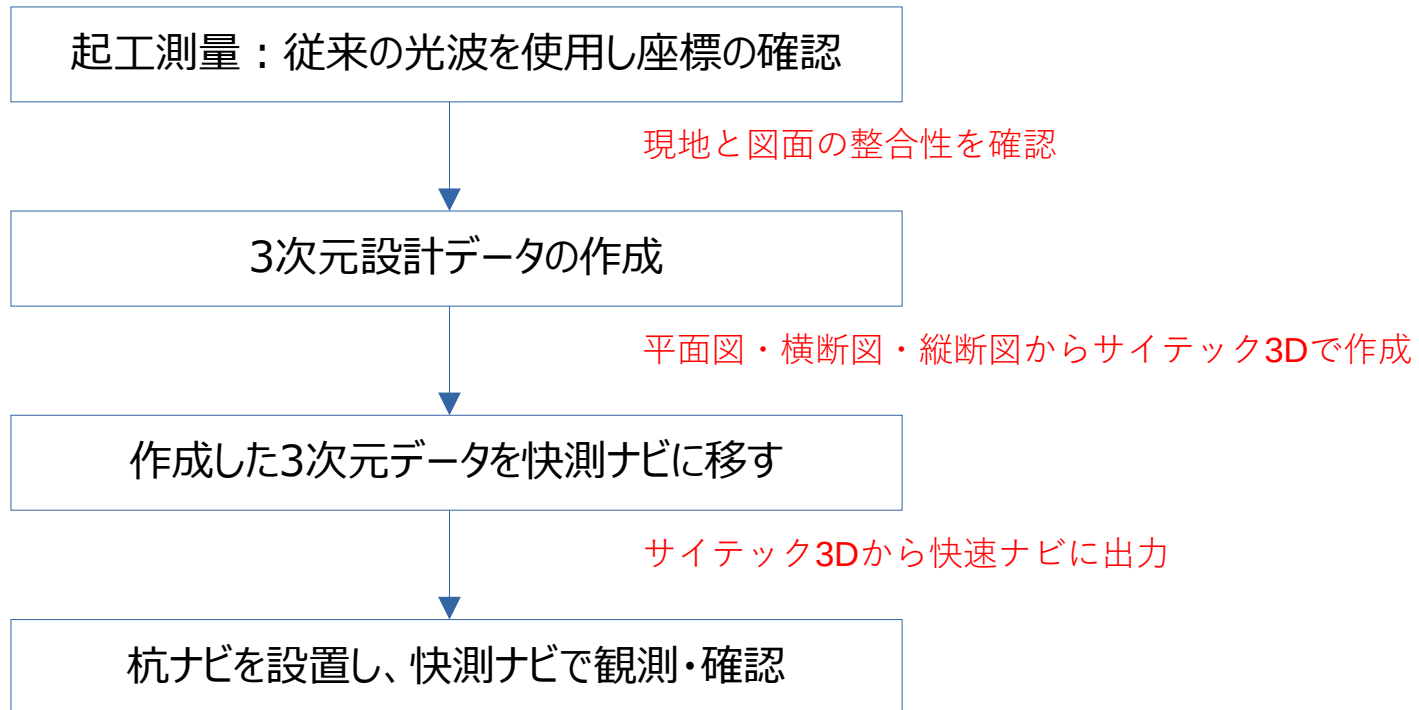 起工測量：従来の光波を使用し座標の確認
現地と図面の整合性を確認
3次元設計データの作成
平面図・横断図・縦断図からサイテック3Dで作成
作成した3次元データを快測ナビに移す
サイテック3Dから快速ナビに出力
杭ナビを設置し、快測ナビで観測・確認